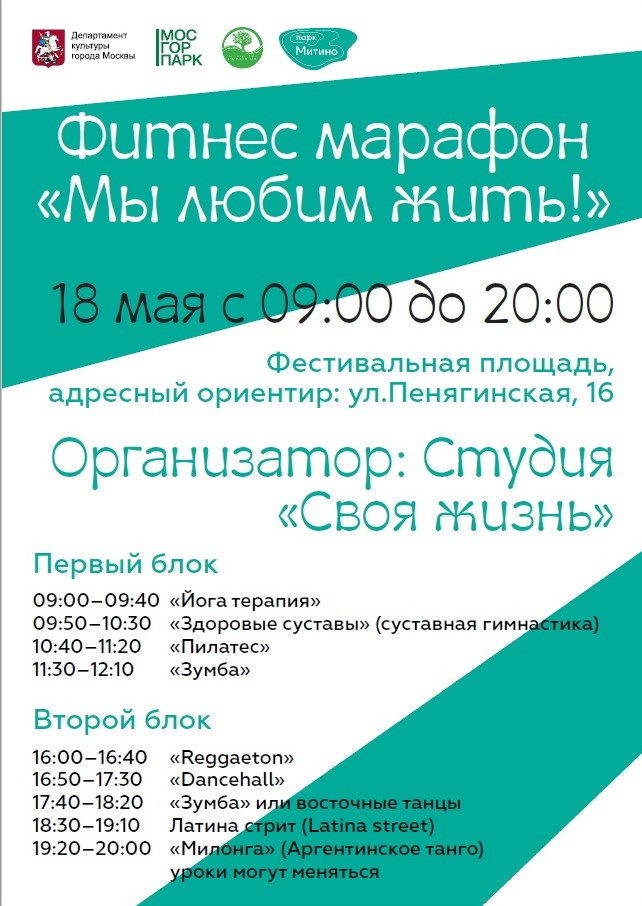 Департамент
культуры
города Москвы
МОС
ГОР
ПАРК
парк
Митино
Фитнес марафон
«Мы любим жить!»
18 мая с 09:00 до 20:00
Фестивальная площадь,
адресный ориентир: ул.Пенягинская, 16
Организатор: Студия
«Своя жизнь»
Первый блок
09:00–09:40 «Йога терапия»
09:50–10:30 «Здоровые суставы» (суставная гимнастика)
10:40–11:20 «Пилатес»
11:30–12:10 «Зумба»
Второй блок
16:00–16:40 «Reggaeton»
16:50–17:30 «Dancehall»
17:40–18:20 «Зумба» или восточные танцы
18:30–19:10 Латина стрит (Latina street)
19:20–20:00 «Милонга» (Аргентинское танго)
уроки могут меняться